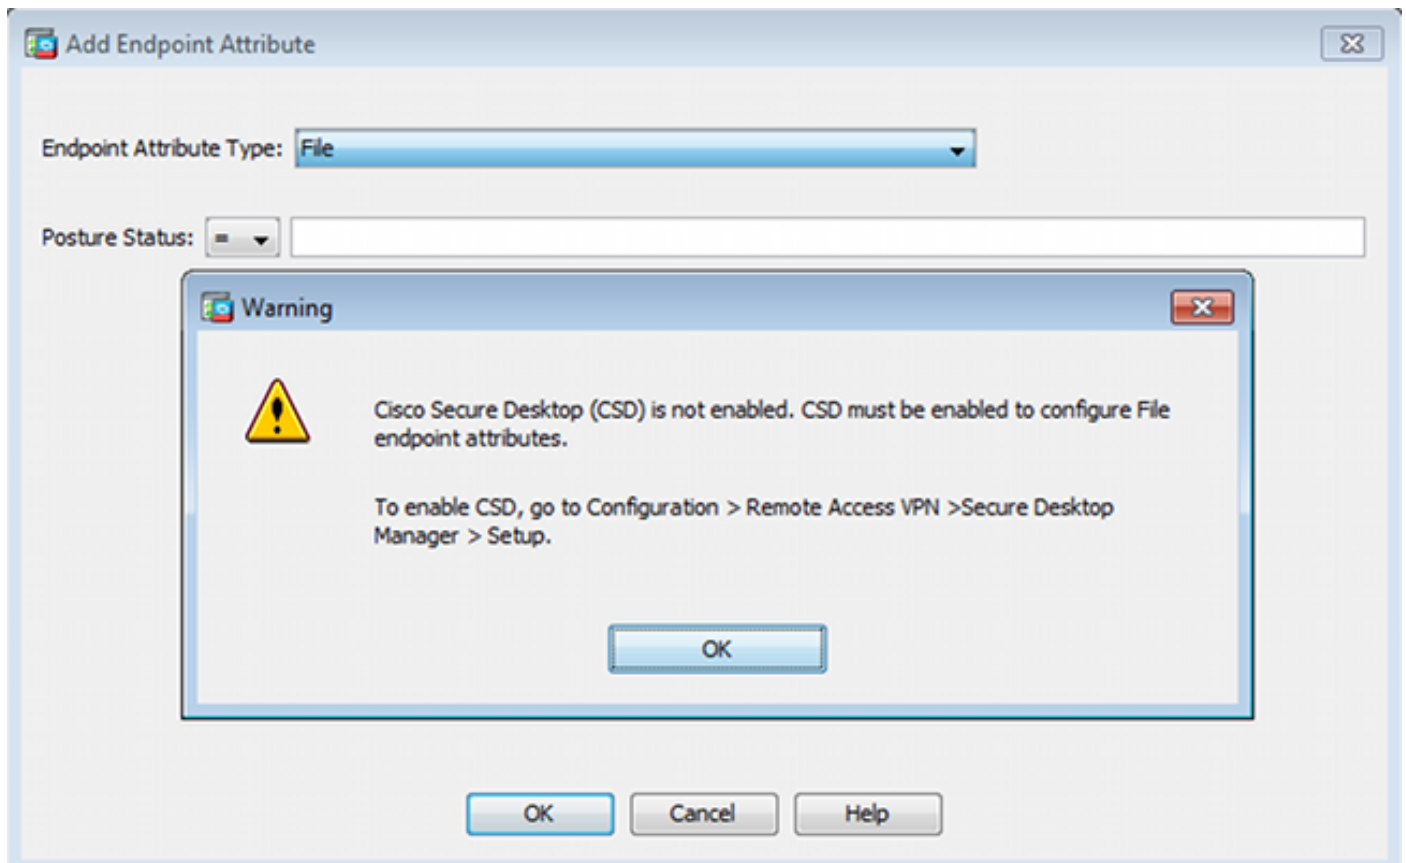 Add Endpoint Attribute
Endpoint Attribute Type: File
Posture Status: =
Warning
Cisco Secure Desktop (CSD) is not enabled. CSD must be enabled to configure File
endpoint attributes.
To enable CSD, go to Configuration > Remote Access VPN >Secure Desktop
Manager > Setup.
OK
OK Cancel Help